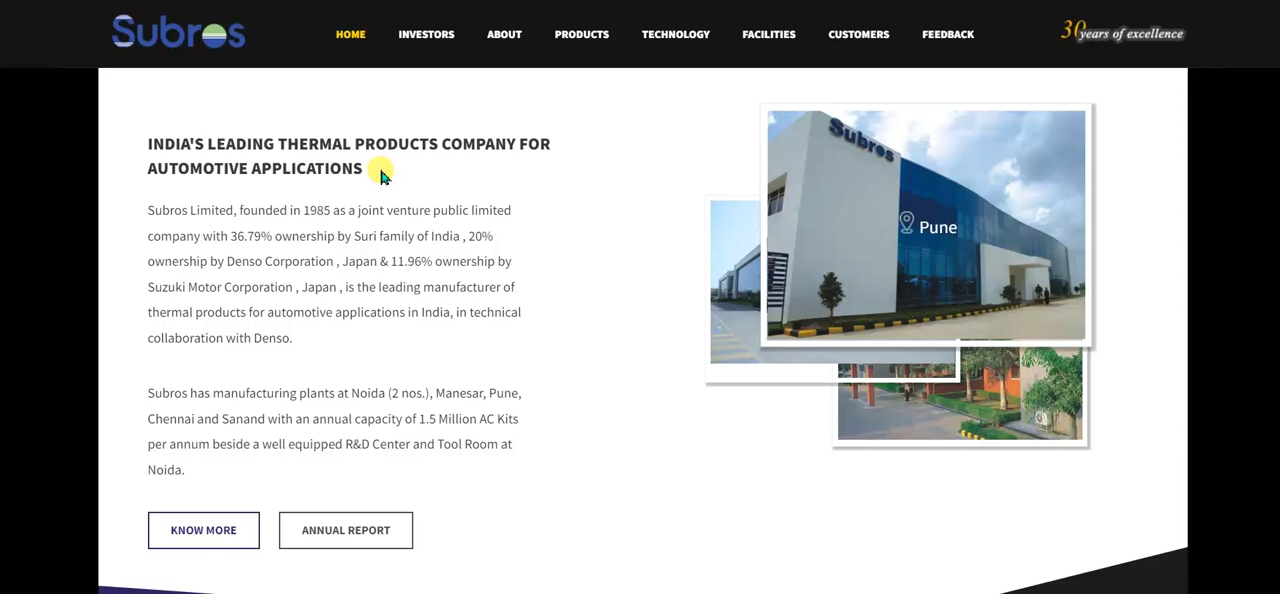 Subros
HOME INVESTORS ABOUT PRODUCTS TECHNOLOGY FACILITIES CUSTOMERS FEEDBACK
30 years of excellence
INDIA'S LEADING THERMAL PRODUCTS COMPANY FOR
AUTOMOTIVE APPLICATIONS
Subros Limited, founded in 1985 as a joint venture public limited
company with 36.79% ownership by Suri family of India , 20%
ownership by Denso Corporation , Japan & 11.96% ownership by
Suzuki Motor Corporation , Japan , is the leading manufacturer of
thermal products for automotive applications in India, in technical
collaboration with Denso.
Subros has manufacturing plants at Noida (2 nos.), Manesar, Pune,
Chennai and Sanand with an annual capacity of 1.5 Million AC Kits
per annum beside a well equipped R&D Center and Tool Room at
Noida.
KNOW MORE
ANNUAL REPORT
Subros
Pune